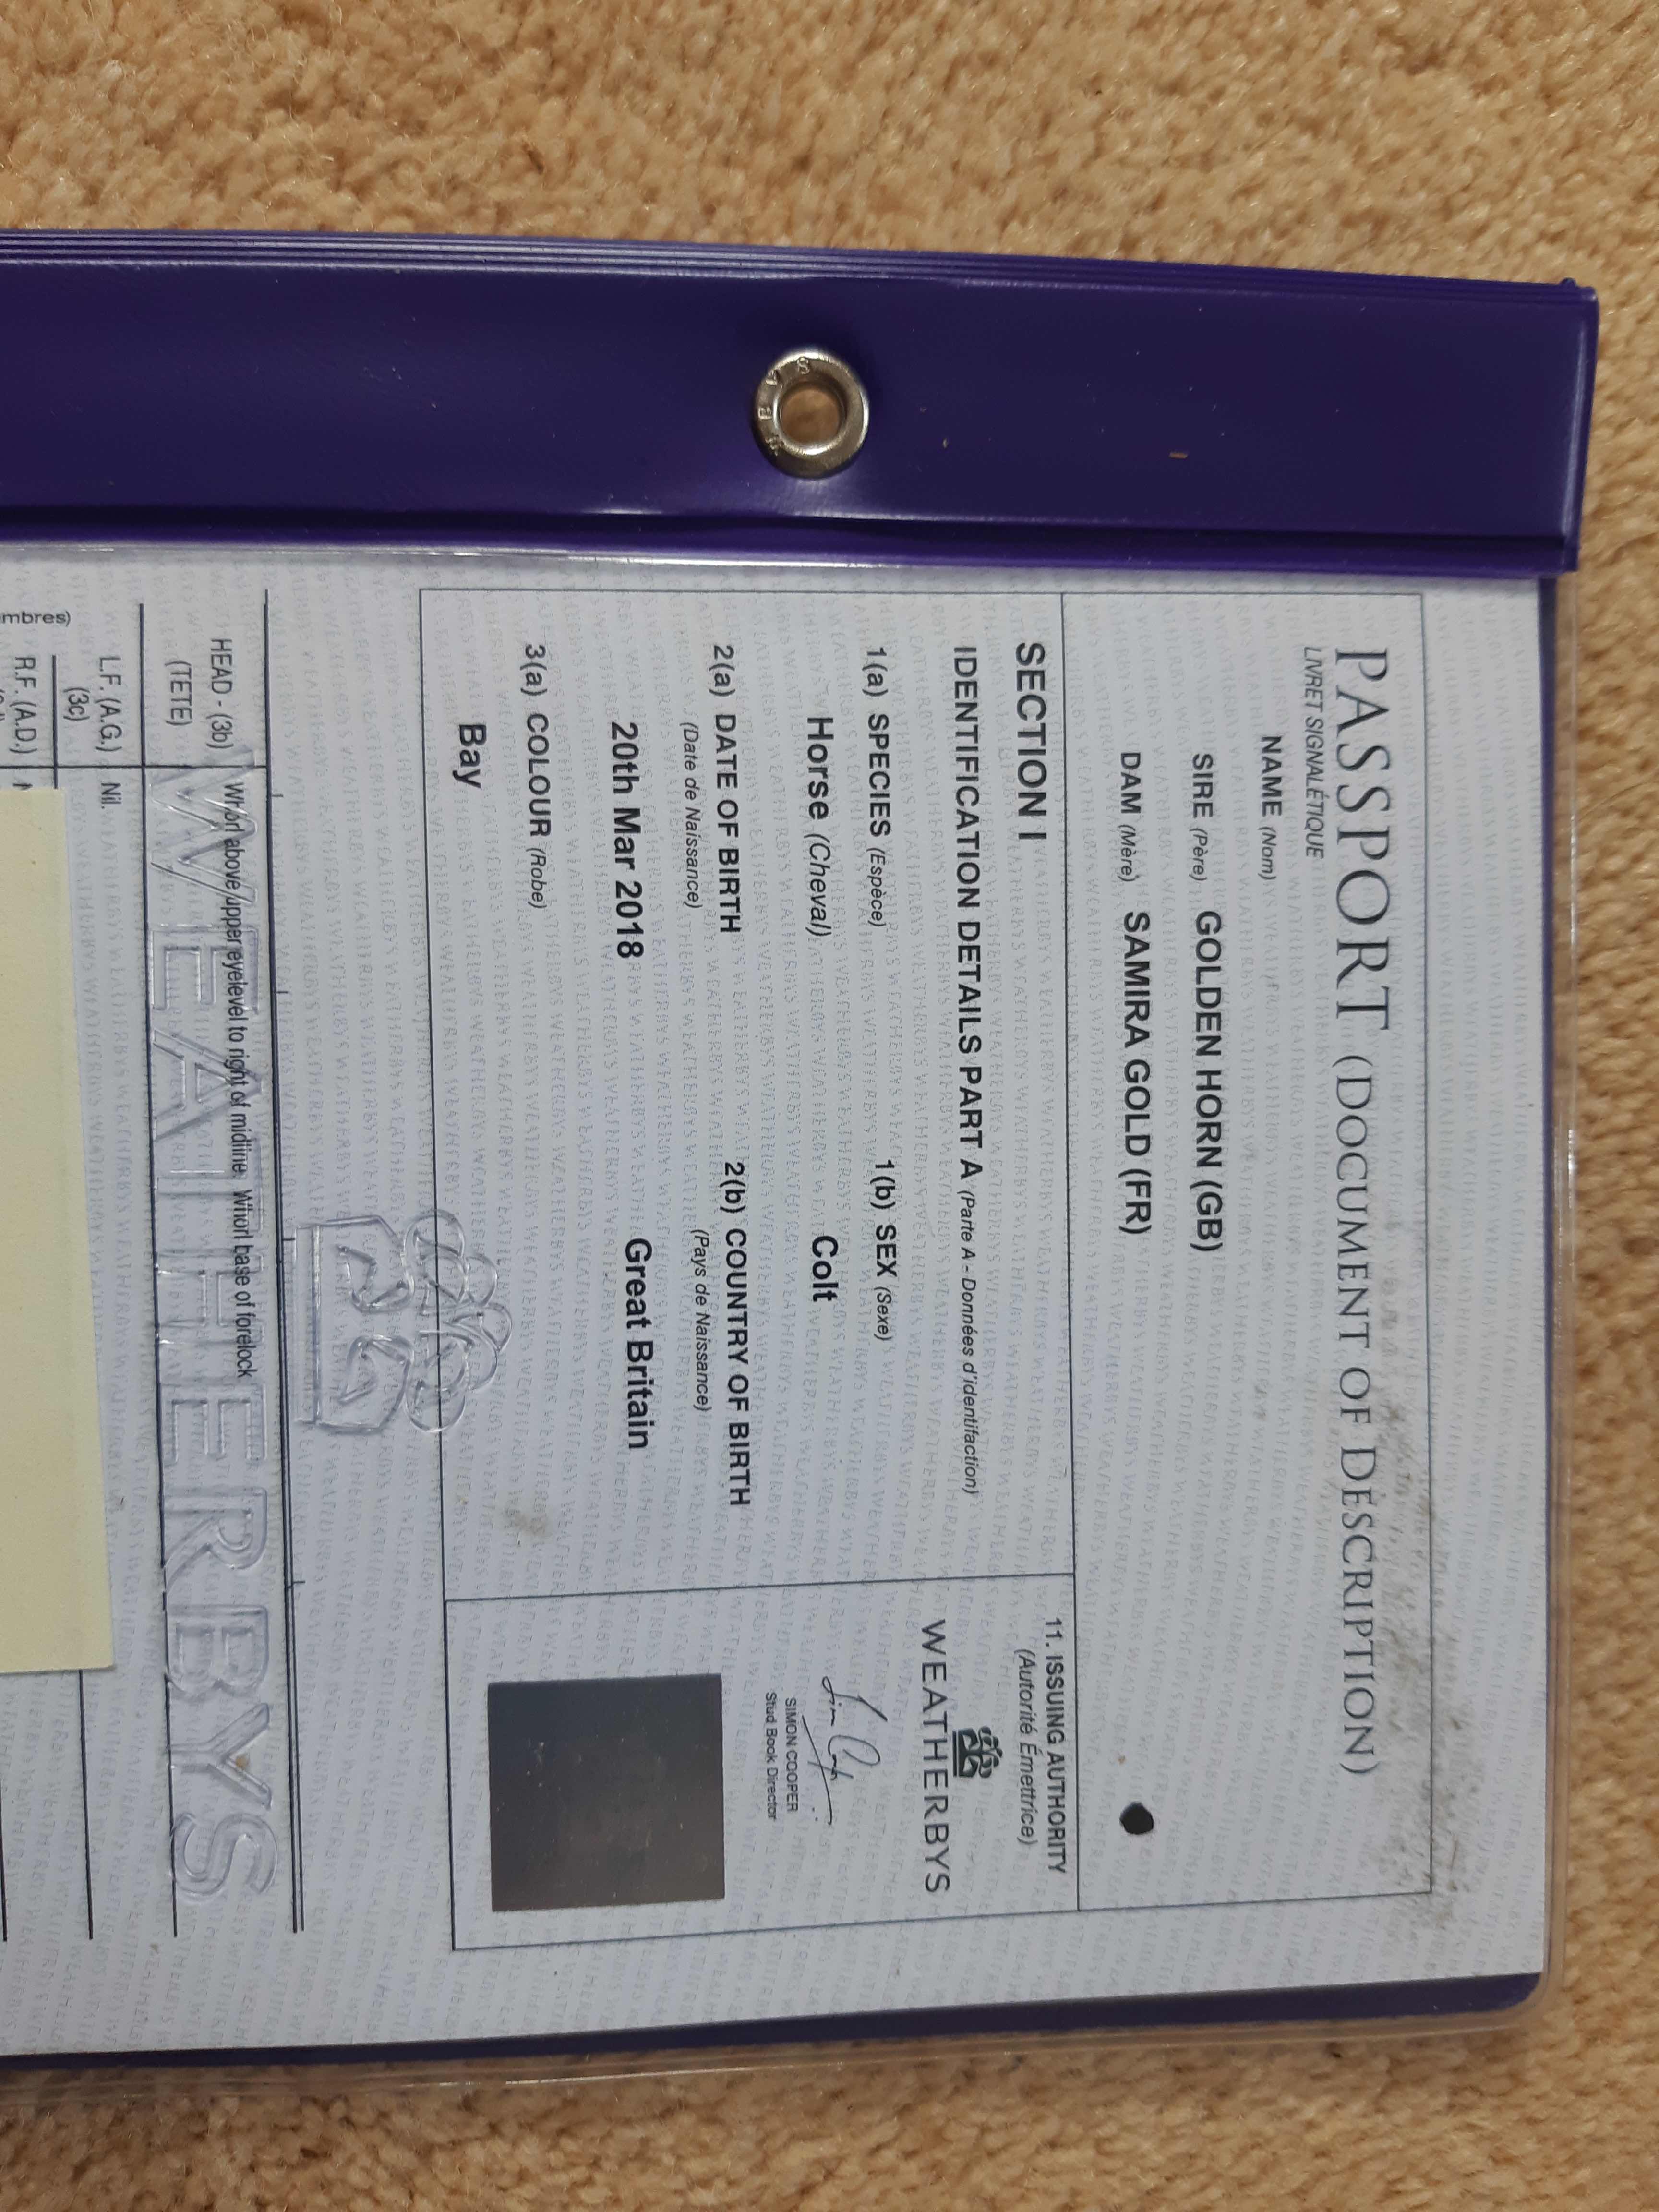 PASSPORT (DOCUMENT OF DESCRIPTION)
LIVRET SIGNALÉTIQUE
NAME (Nom)
SIRE (Père) GOLDEN HORN (GB)
DAM (Mère) SAMIRA GOLD (FR)
SECTION I
IDENTIFICATION DETAILS PART A (Parte A - Données d'identifaction)
1(a) SPECIES (Espèce) 1(b) SEX (Sexe)
Horse (Cheval) Colt
2(a) DATE OF BIRTH 2(b) COUNTRY OF BIRTH
(Date de Naissance) (Pays de Naissance)
20th Mar 2018 Great Britain
3(a) COLOUR (Robe)
Bay
11. ISSUING AUTHORITY
(Autorité Émettrice)
WEATHERBYS
SIMON COOPER
Stud Book Director
WEATHERBYS
HEAD - (3b) Whorl above/upper eyelevel to right of midline. Whorl base of forelock
(TETE)
L.F. (A.G.) Nil.
(3c)
mbres)
R.F. (A.D.)